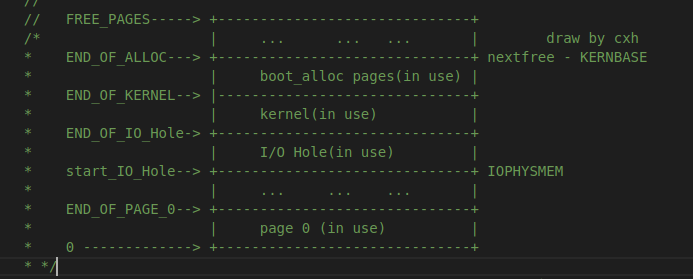 //
//   FREE_PAGES-----> +------------------------------+
/*                    |     ...      ...   ...       |        draw by cxh
*    END_OF_ALLOC---> +------------------------------+ nextfree - KERNBASE
*                     |     boot_alloc pages(in use) |
*    END_OF_KERNEL--> |------------------------------+
*                     |     kernel(in use)           |
*    END_OF_IO_Hole-> +------------------------------+
*                     |     I/O Hole(in use)         |
*    start_IO_Hole--> +------------------------------+ IOPHYSMEM
*                     |     ...     ...    ...       |
*    END_OF_PAGE_0--> +------------------------------+
*                     |     page 0 (in use)          |
*    0 -------------> +------------------------------+
* */